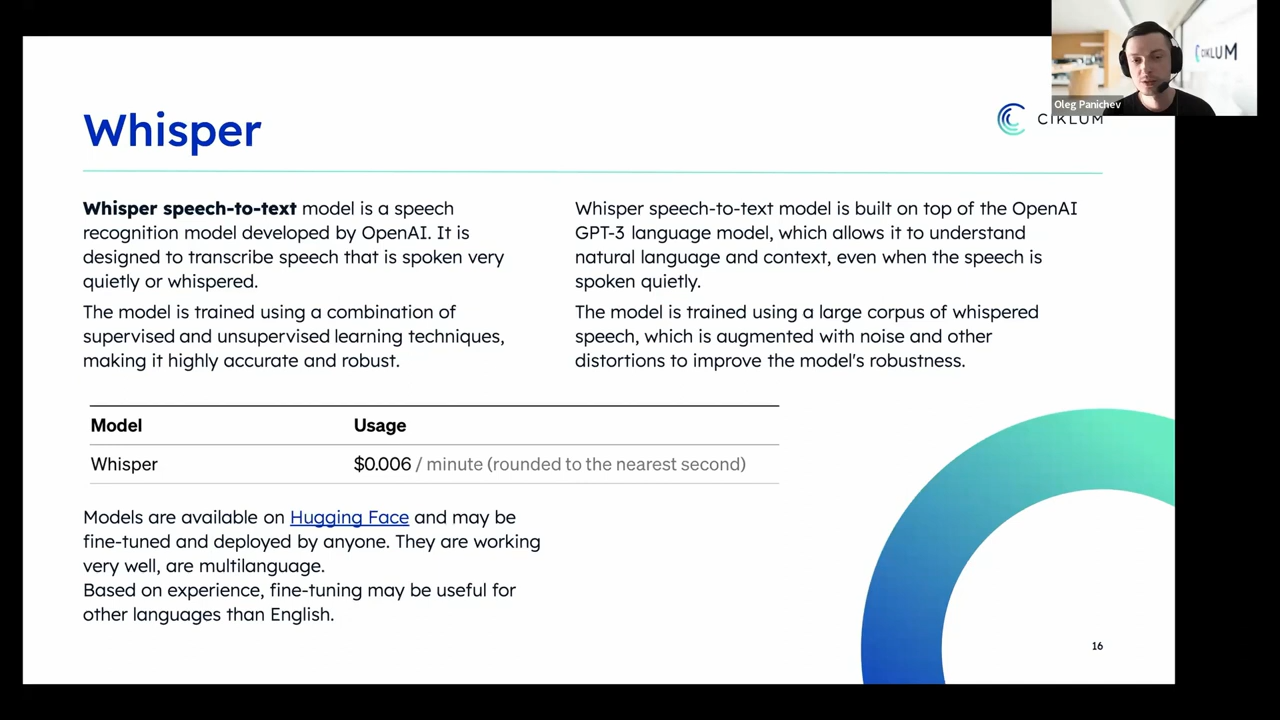 Whisper
CIKLUM
CIKLUM
Oleg Panichev
Whisper speech-to-text model is a speech
recognition model developed by OpenAI. It is
designed to transcribe speech that is spoken very
quietly or whispered.
The model is trained using a combination of
supervised and unsupervised learning techniques,
making it highly accurate and robust.
Whisper speech-to-text model is built on top of the OpenAI
GPT-3 language model, which allows it to understand
natural language and context, even when the speech is
spoken quietly.
The model is trained using a large corpus of whispered
speech, which is augmented with noise and other
distortions to improve the model's robustness.
Model Usage
Whisper $0.006 / minute (rounded to the nearest second)
Models are available on Hugging Face and may be
fine-tuned and deployed by anyone. They are working
very well, are multilanguage.
Based on experience, fine-tuning may be useful for
other languages than English.
16